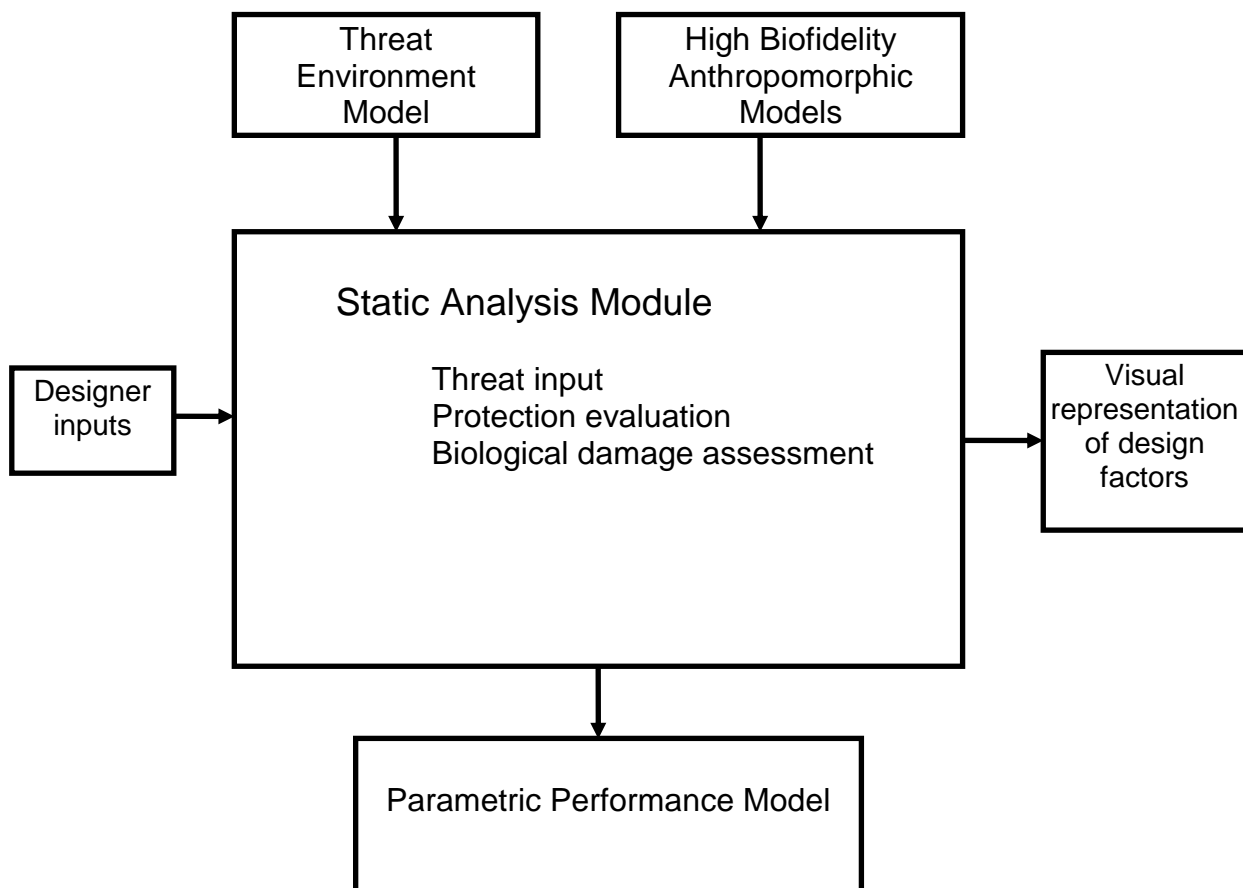 Threat
Environment
Model
High Biofidelity
Anthropomorphic
Models
Static Analysis Module
Threat input
Protection evaluation
Biological damage assessment
Designer
inputs
Visual
representation
of design
factors
Parametric Performance Model